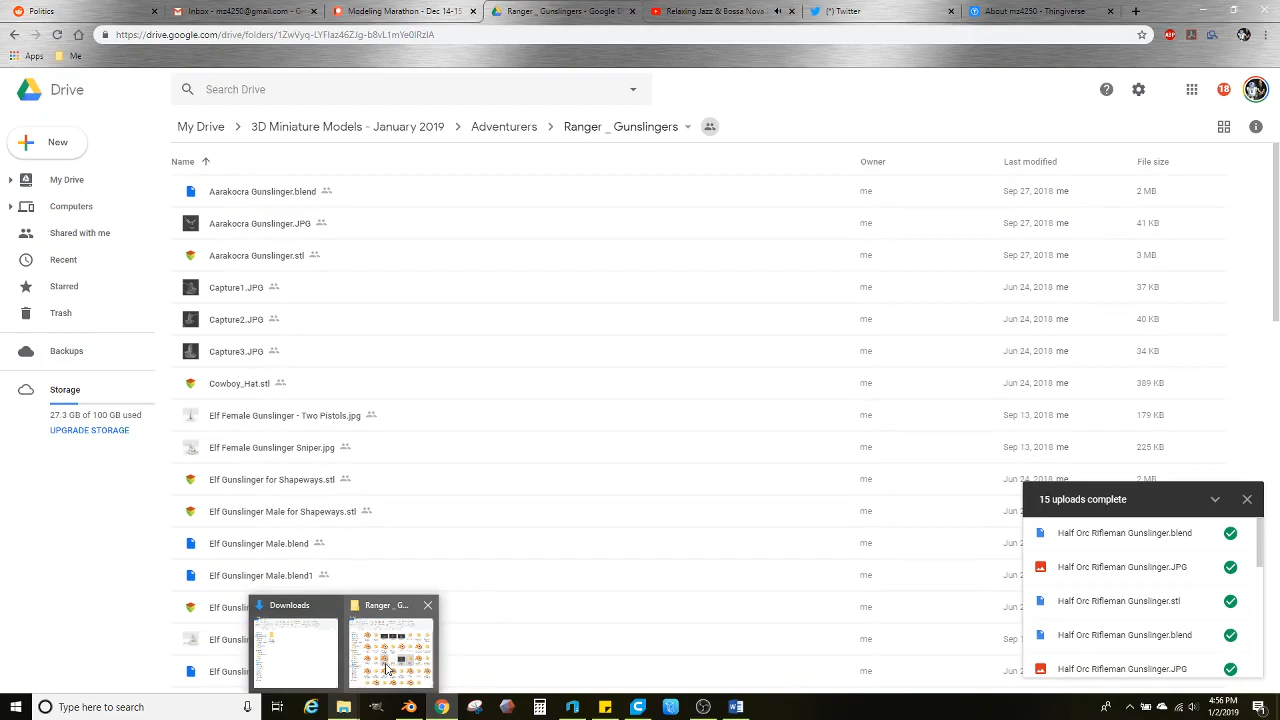 Politics
Inbox - mz4250@gmail.com - G
Modeling Marathon - Dec 14-15
Ranger _ Gunslingers - Google D
Relaxing Jazz & Bossa Nova
(*) Twitter
About mz4250 - Thingiverse
https://drive.google.com/drive/folders/1ZwVyq-LYFIaz46ZJg-b8vL1mYe0lRzIA
Apps
Me
Drive
Search Drive
18
New
My Drive
3D Miniature Models - January 2019
Adventurers
Ranger _ Gunslingers
Name
Owner
Last modified
File size
My Drive
Computers
Shared with me
Recent
Starred
Trash
Backups
Storage
27.3 GB of 100 GB used
UPGRADE STORAGE
Aarakocra Gunslinger.blend me Sep 27, 2018 me 2 MB
Aarakocra Gunslinger.JPG me Sep 27, 2018 me 41 KB
Aarakocra Gunslinger.stl me Sep 27, 2018 me 3 MB
Capture1.JPG me Jun 24, 2018 me 37 KB
Capture2.JPG me Jun 24, 2018 me 40 KB
Capture3.JPG me Jun 24, 2018 me 34 KB
Cowboy_Hat.stl me Jun 24, 2018 me 389 KB
Elf Female Gunslinger - Two Pistols.jpg me Sep 13, 2018 me 179 KB
Elf Female Gunslinger Sniper.jpg me Sep 13, 2018 me 225 KB
Elf Gunslinger for Shapeways.stl me
Elf Gunslinger Male for Shapeways.stl me
Elf Gunslinger Male.blend me
Elf Gunslinger Male.blend1 me
Elf me
Elf me
Elf me
15 uploads complete
Half Orc Rifleman Gunslinger.blend
Half Orc Rifleman Gunslinger.JPG
Half Orc Rifleman Gunslinger.stl
Half Orc Rifleman Gunslinger.blend
Half Orc Rifleman Gunslinger.JPG
Downloads
Ranger _ G...
Type here to search
4:56 PM
1/2/2019